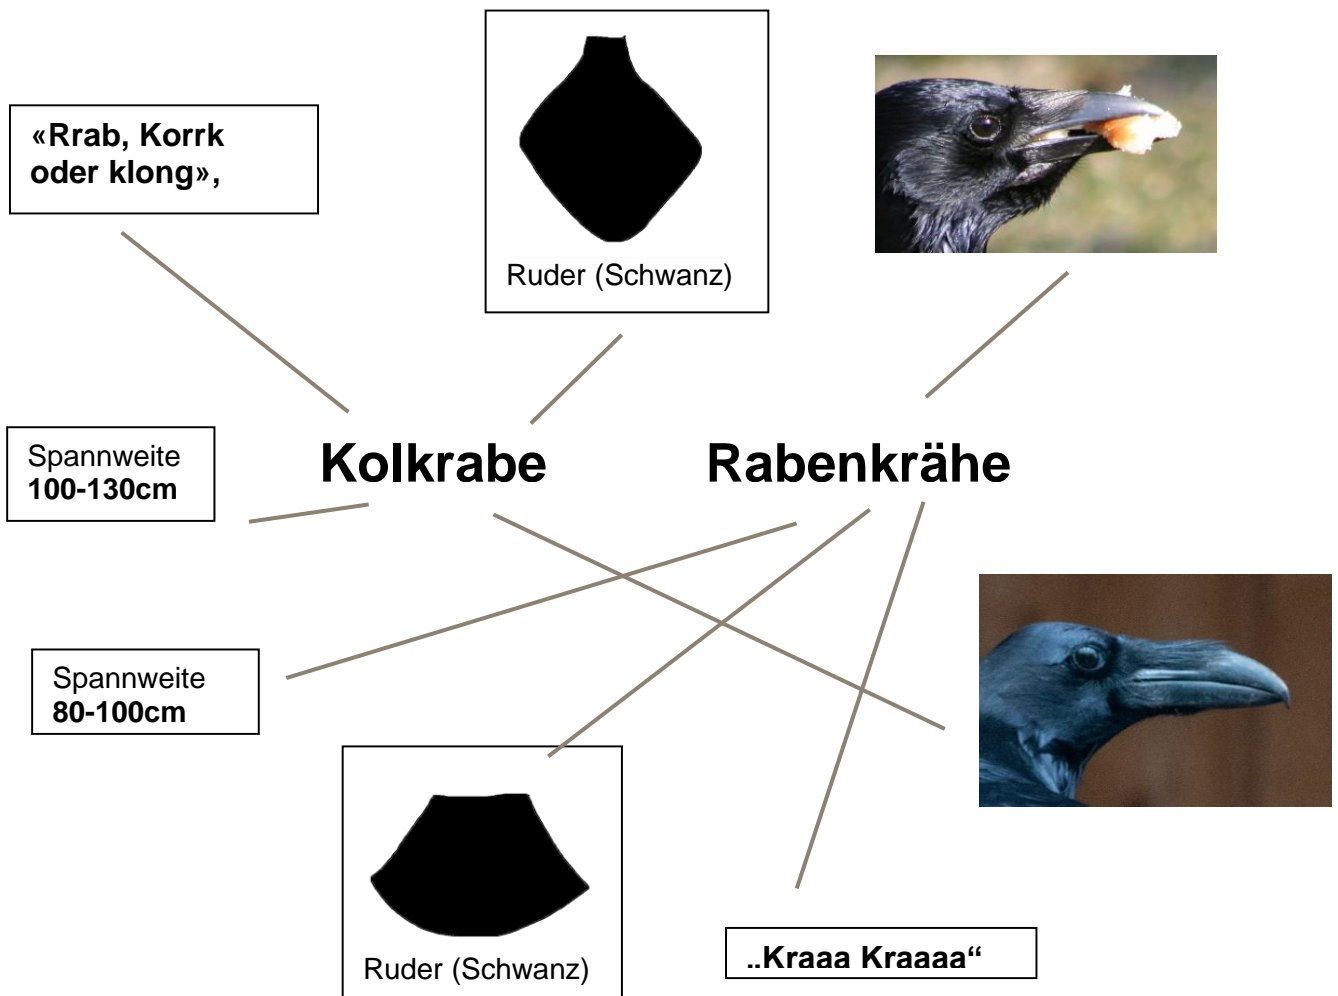 «Rrab, Korrk
oder klong»,
Ruder (Schwanz)
Spannweite
100-130cm
Kolkrabe
Rabenkrähe
Spannweite
80-100cm
Ruder (Schwanz)
„Kraaa Kraaaa“